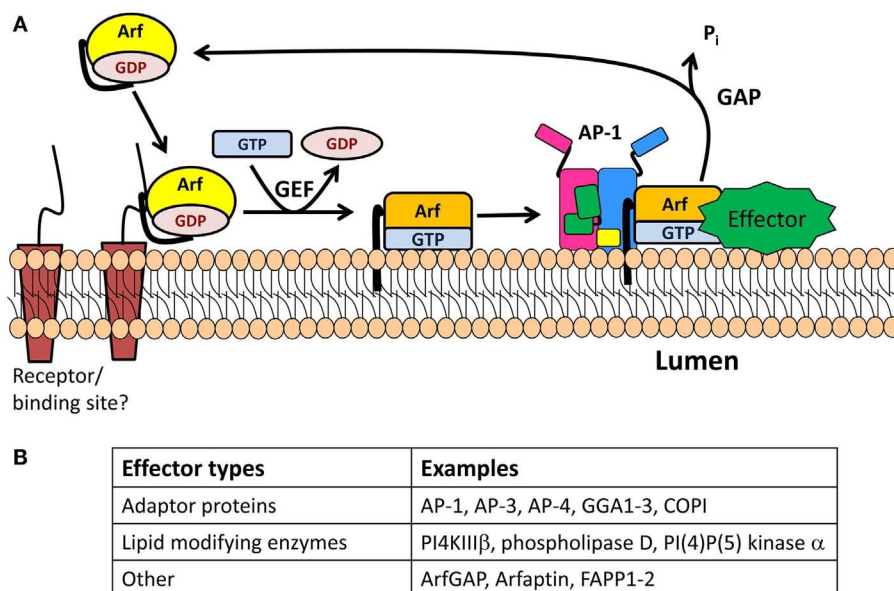 A
Arf
GDP
Pi
GAP
AP-1
GTP
GDP
GEF
Arf
GDP
Arf
GTP
Arf
GTP
Effector
Lumen
Receptor/
binding site?
B
Effector types Examples
Adaptor proteins AP-1, AP-3, AP-4, GGA1-3, COPI
Lipid modifying enzymes PI4KIIIβ, phospholipase D, PI(4)P(5) kinase α
Other ArfGAP, Arfaptin, FAPP1-2